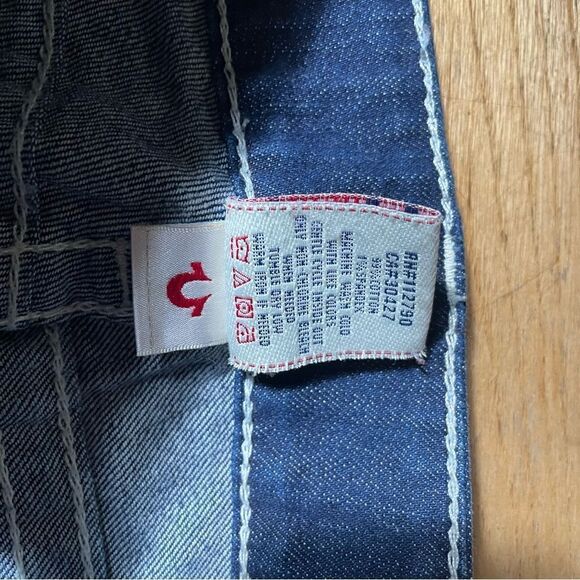 RN#112790
CA#30427
99%COTTON
1%SPANDEX
MACHINE WASH COLD
WITH LIKE COLORS
GENTLE CYCLE INSIDE OUT
ONLY NON CHLORINE BLEACH
WHEN NEEDED
TUMBLE DRY LOW
WARM IRON IF NEEDED